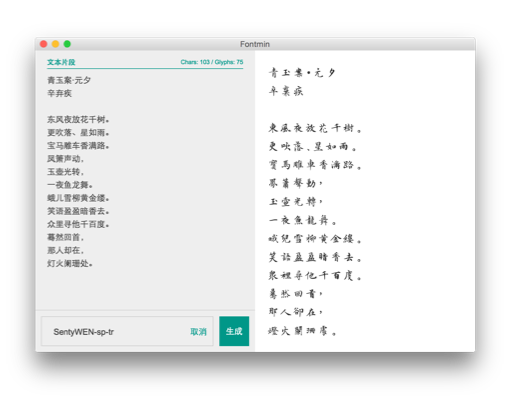 Fontmin
文本片段
Chars: 103 / Glyphs: 75
青玉案·元夕
辛弃疾
东风夜放花千树。
更吹落、星如雨。
宝马雕车香满路。
凤箫声动，
玉壶光转，
一夜鱼龙舞。
蛾儿雪柳黄金缕。
笑语盈盈暗香去。
众里寻他千百度。
蓦然回首，
那人却在，
灯火阑珊处。
SentyWEN-sp-tr
取消
生成
青玉案·元夕
辛棄疾
東風夜放花千樹。
更吹落、星如雨。
寶馬雕車香滿路。
鳳簫聲動，
玉壺光轉，
一夜魚龍舞。
蛾兒雪柳黃金縷。
笑語盈盈暗香去。
眾裡尋他千百度。
驀然回首，
那人卻在，
燈火闌珊處。